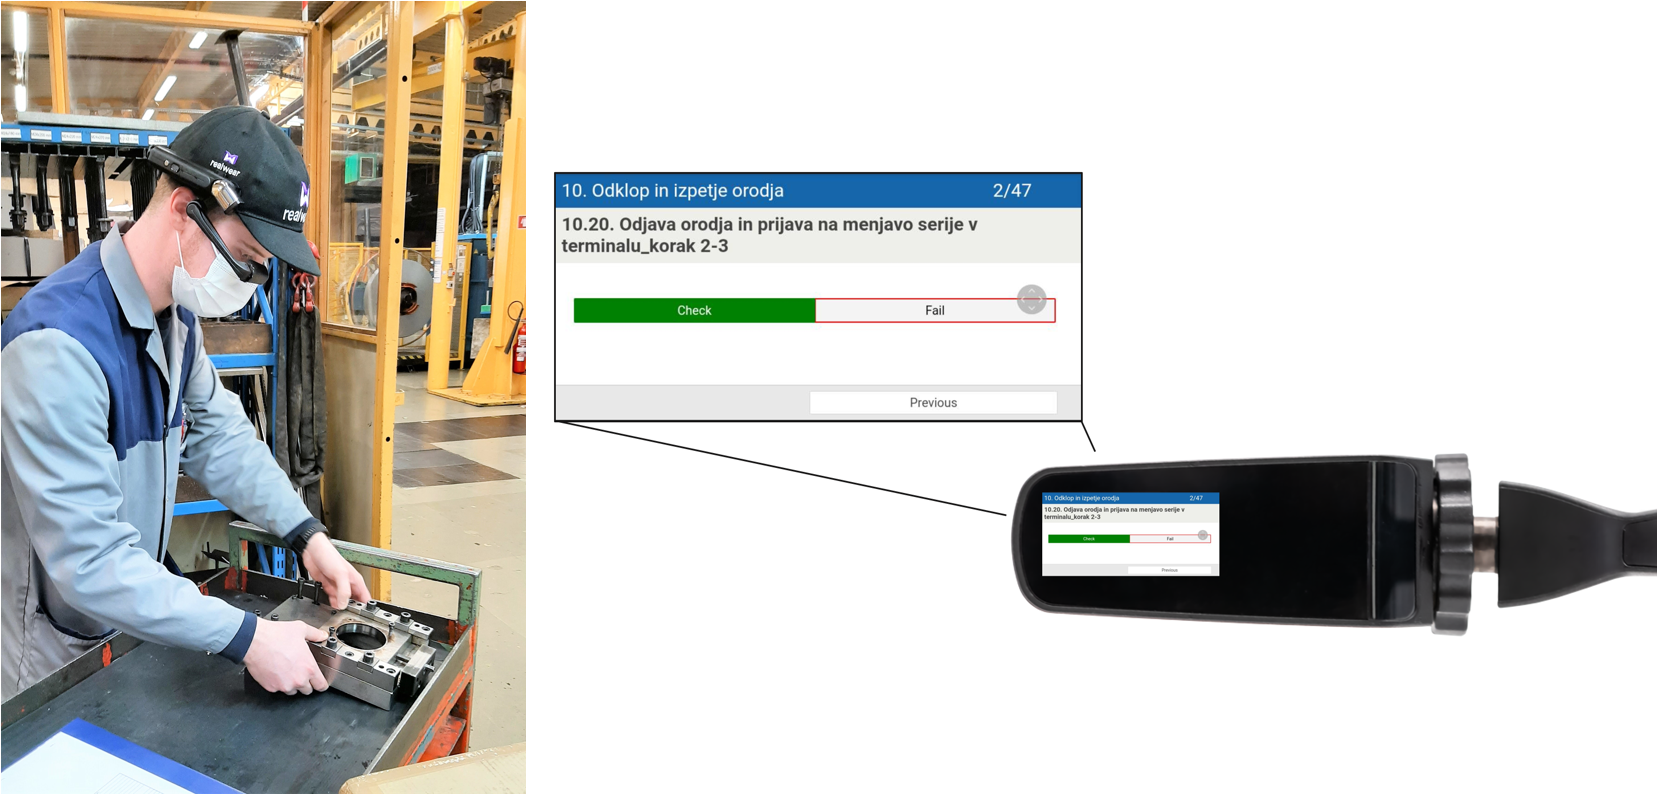 realwear
real
10. Odklop in izpetje orodja 2/47
10.20. Odjava orodja in prijava na menjavo serije v
terminalu_korak 2-3
Check Fail
Previous
10. Odklop in izpetje orodja 2/47
10.20. Odjava orodja in prijava na menjavo serije v
terminalu_korak 2-3
Check Fail
Previous